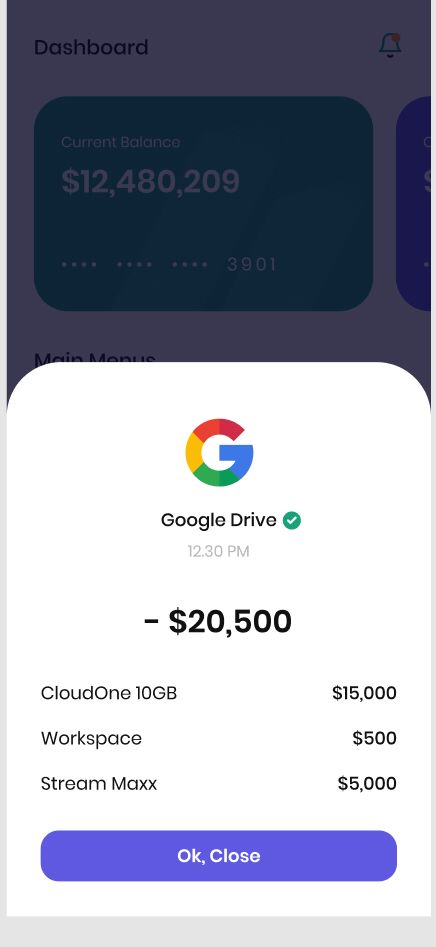 Dashboard
Current Balance
$12,480,209
•••• •••• •••• 3901
Main Menus
Google Drive
12.30 PM
- $20,500
CloudOne 10GB $15,000
Workspace $500
Stream Maxx $5,000
Ok, Close